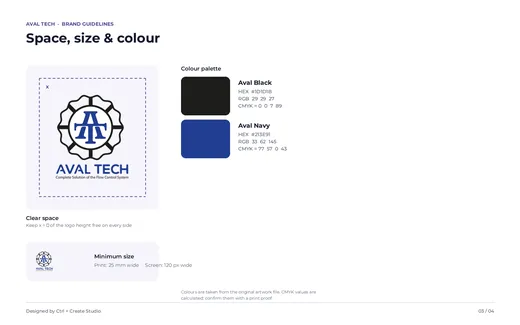 AVAL TECH · BRAND GUIDELINES
Space, size & colour
x
AVAL TECH
Complete Solution of the Flow Control System
Clear space
Keep x = 0 of the logo height free on every side
Minimum size
Print: 25 mm wide · Screen: 120 px wide
Colour palette
Aval Black
HEX #1D1D1B
RGB 29 29 27
CMYK ≈ 0 0 7 89
Aval Navy
HEX #213E91
RGB 33 62 145
CMYK ≈ 77 57 0 43
Colours are taken from the original artwork file. CMYK values are
calculated; confirm them with a print proof.
Designed by Ctrl + Create Studio
03 / 04